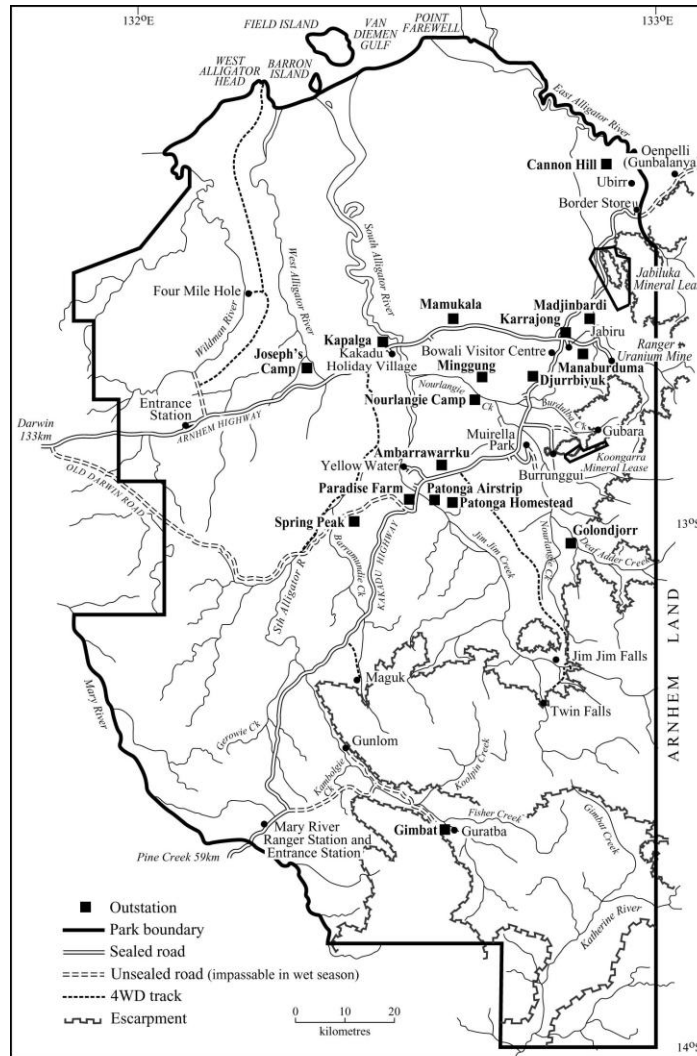 132°E
133°E
FIELD ISLAND
VAN
DIEMEN
GULF
POINT
FAREWELL
WEST
ALLIGATOR
HEAD
BARRON
ISLAND
East Alligator River
Oenpelli
(Gunbalanya)
Cannon Hill
Ubirr
Border Store
South Alligator River
West Alligator River
Jabiluka
Mineral Lease
Four Mile Hole
Wildman River
Mamukala
Madjinbardi
Karrajong
Jabiru
Kapalga
Kakadu
Holiday Village
Bowali Visitor Centre
Ranger
Uranium Mine
Joseph's
Camp
Minggung
Manaburduma
Djurrbiyuk
Nourlangie
Ck
Nourlangie Camp
Burdulba Ck
Entrance
Station
ARNHEM HIGHWAY
Darwin
133km
Gubara
Muirella
Park
Koongarra
Mineral Lease
Ambarrawarrku
Yellow Water
Burrunggui
OLD DARWIN ROAD
Paradise Farm
Patonga Airstrip
Patonga Homestead
13°S
Spring Peak
Golondjorr
Deaf Adder Creek
Sth Alligator R
Barramundie Ck
KAKADU HIGHWAY
Jim Jim Creek
Nourlangie Ck
ARNHEM LAND
Jim Jim Falls
Maguk
Twin Falls
Mary River
Gerowie Ck
Gunlom
Koolpin Creek
Kambolgie
Ck
Fisher Creek
Gimbat Creek
Mary River
Ranger Station and
Entrance Station
Gimbat
Guratba
Pine Creek 59km
Katherine River
Outstation
Park boundary
Sealed road
Unsealed road (impassable in wet season)
4WD track
Escarpment
0 10 20
kilometres
14°S